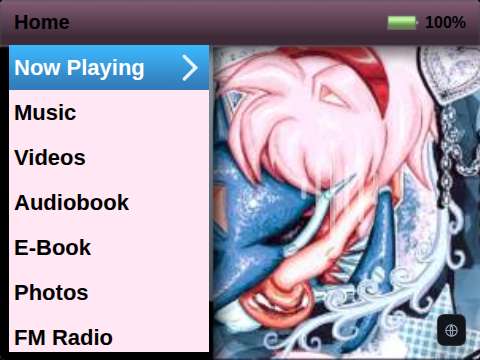 Home
100%
Now Playing
Music
Videos
Audiobook
E-Book
Photos
FM Radio